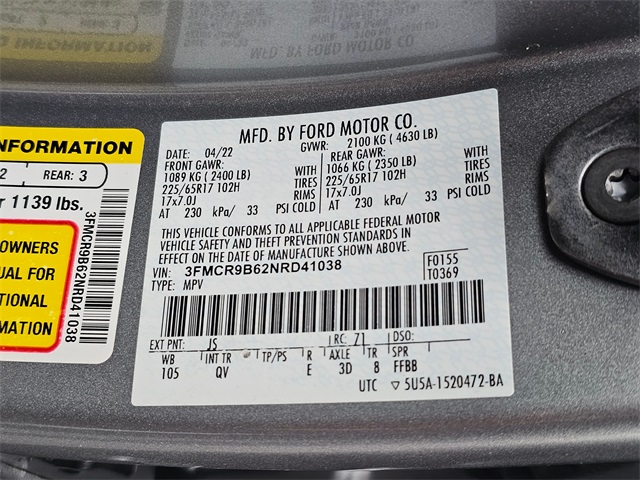 INFORMATION
2 REAR: 3
1139 lbs.
OWNERS
UAL FOR
TIONAL
MATION
3FMCR9B62NRD41038
MFD. BY FORD MOTOR CO.
DATE: 04/22 GVWR: 2100 KG (4630 LB)
FRONT GAWR: REAR GAWR:
1089 KG (2400 LB) WITH 1066 KG (2350 LB) WITH
225/65R17 102H TIRES 225/65R17 102H TIRES
17x7.0J RIMS 17x7.0J RIMS
AT 230 kPa/ 33 PSI COLD AT 230 kPa/ 33 PSI COLD
THIS VEHICLE CONFORMS TO ALL APPLICABLE FEDERAL MOTOR
VEHICLE SAFETY AND THEFT PREVENTION STANDARDS IN
EFFECT ON THE DATE OF MANUFACTURE SHOWN ABOVE.
VIN: 3FMCR9B62NRD41038 F0155
TYPE: MPV T0369
EXT PNT: JS RC: 71 DSO:
WB INT TR TP/PS R AXLE TR SPR
105 QV E 3D 8 FFBB
UTC ▽ 5U5A-1520472-BA